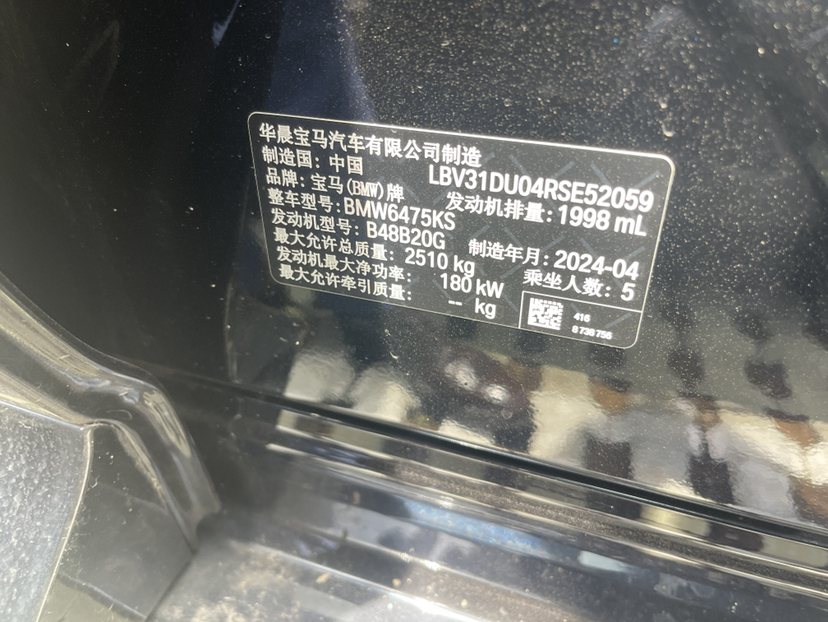 华晨宝马汽车有限公司制造
制造国：中国 LBV31DU04RSE52059
品牌：宝马(BMW)牌 发动机排量：1998 mL
整车型号：BMW6475KS
发动机型号：B48B20G 制造年月：2024-04
最大允许总质量：2510 kg 乘坐人数：5
发动机最大净功率：180 kW
最大允许牵引质量：-- kg
416
8 738 756